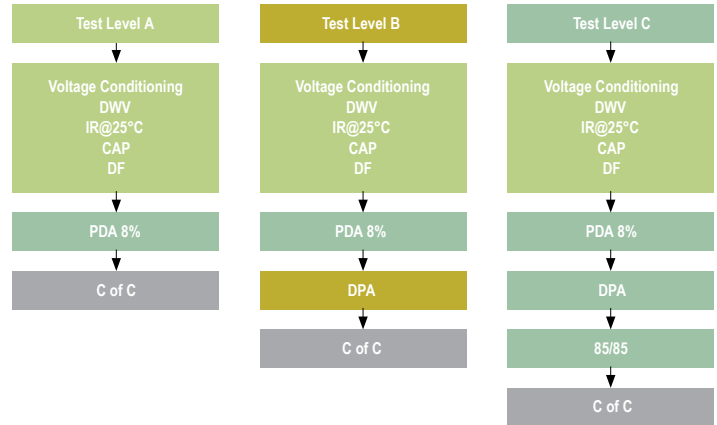 Test Level A
Voltage Conditioning
DWV
IR@25°C
CAP
DF
PDA 8%
C of C
Test Level B
Voltage Conditioning
DWV
IR@25°C
CAP
DF
PDA 8%
DPA
C of C
Test Level C
Voltage Conditioning
DWV
IR@25°C
CAP
DF
PDA 8%
DPA
85/85
C of C